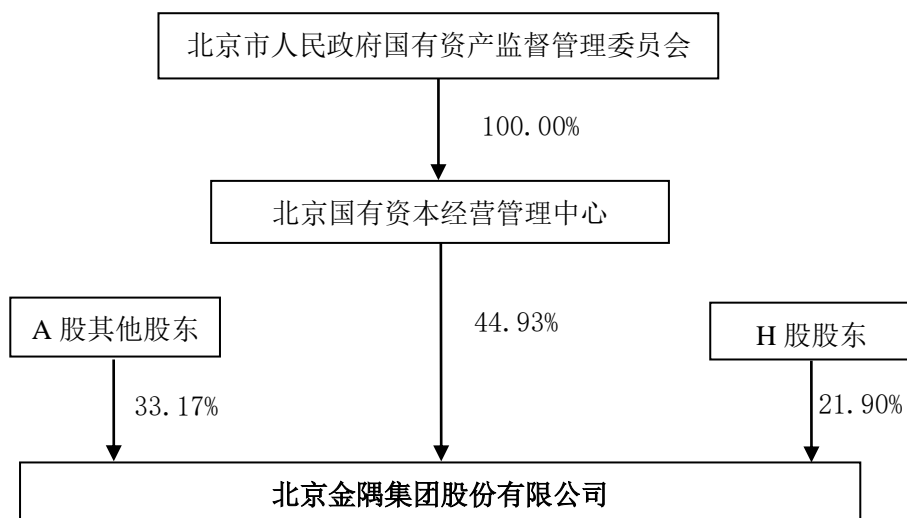 北京市人民政府国有资产监督管理委员会
100.00%
北京国有资本经营管理中心
A 股其他股东
44.93%
H 股股东
33.17%
21.90%
北京金隅集团股份有限公司